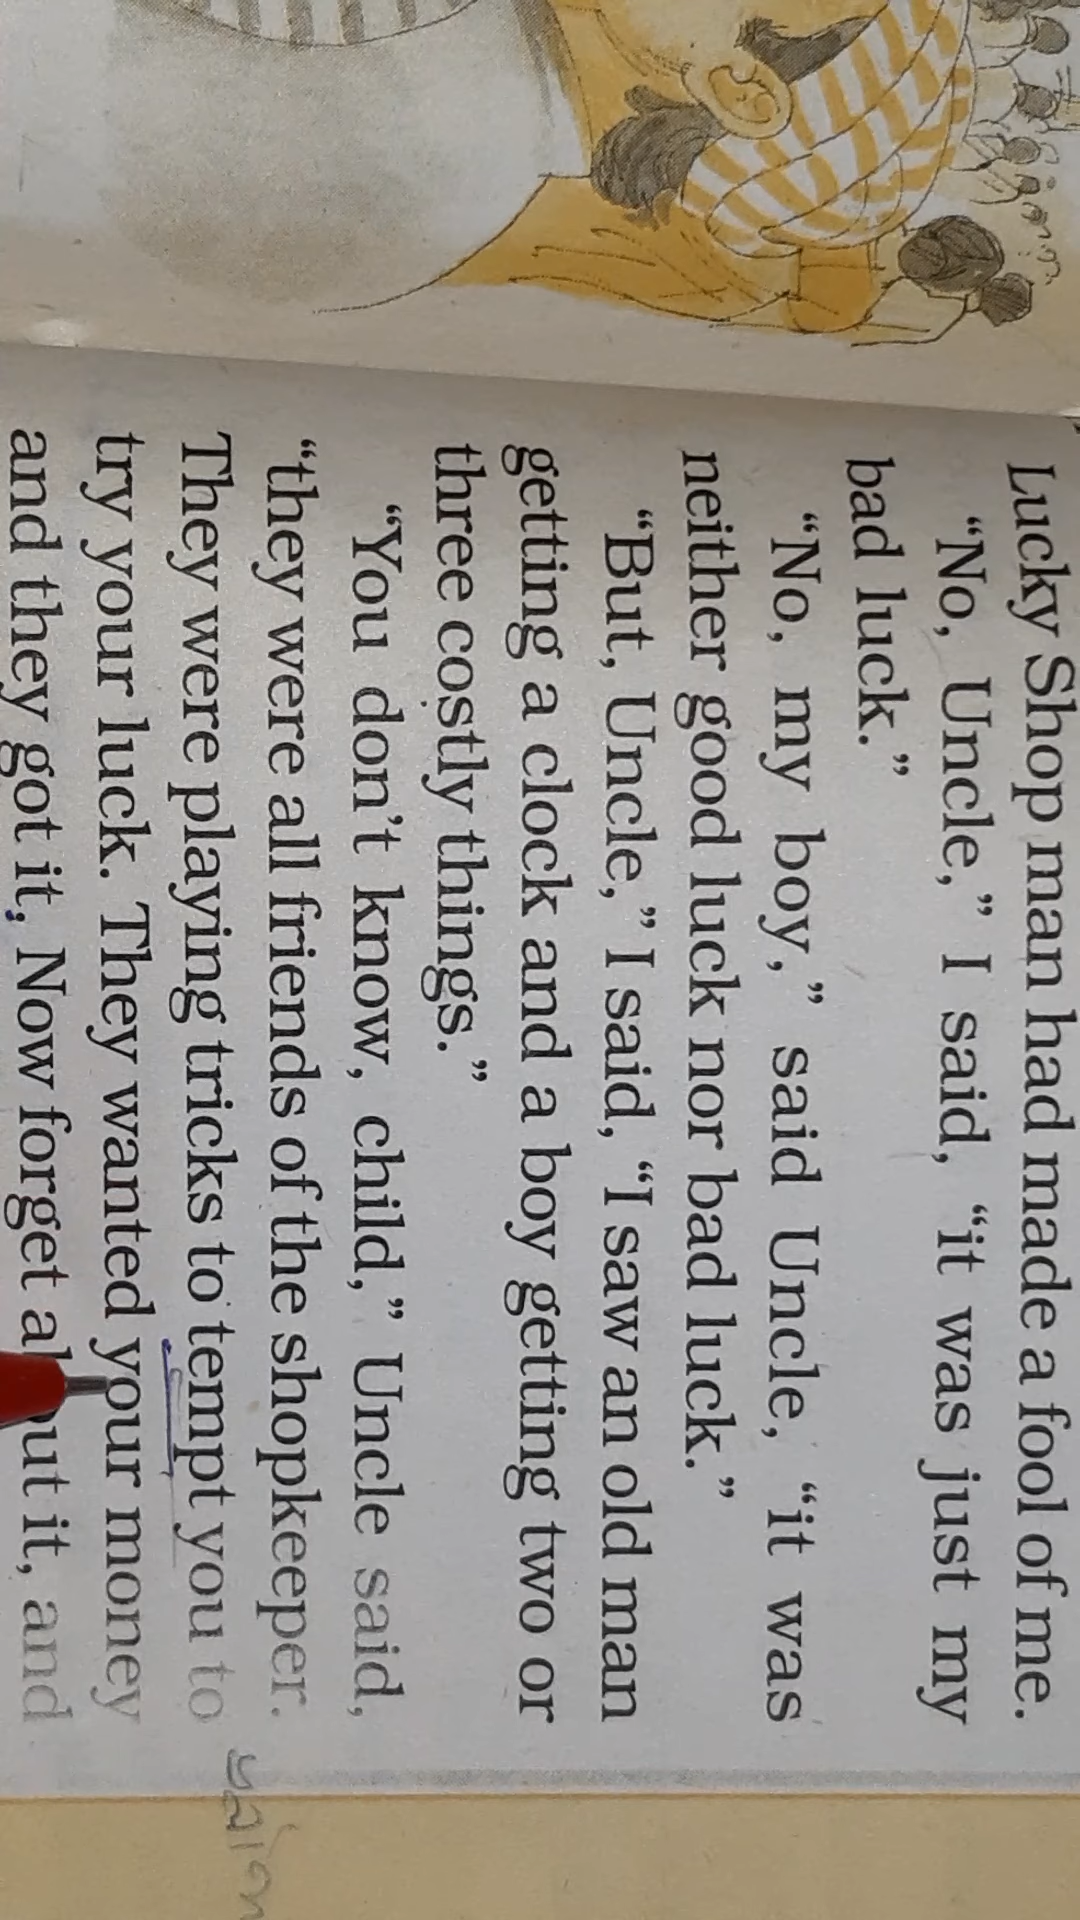 Lucky Shop man had made a fool of me.
“No, Uncle,” I said, “it was just my
bad luck.”
“No, my boy,” said Uncle, “it was
neither good luck nor bad luck.”
“But, Uncle,” I said, “I saw an old man
getting a clock and a boy getting two or
three costly things.”
“You don’t know, child,” Uncle said,
“they were all friends of the shopkeeper.
They were playing tricks to tempt you to
try your luck. They wanted your money
and they got it. Now forget about it, and